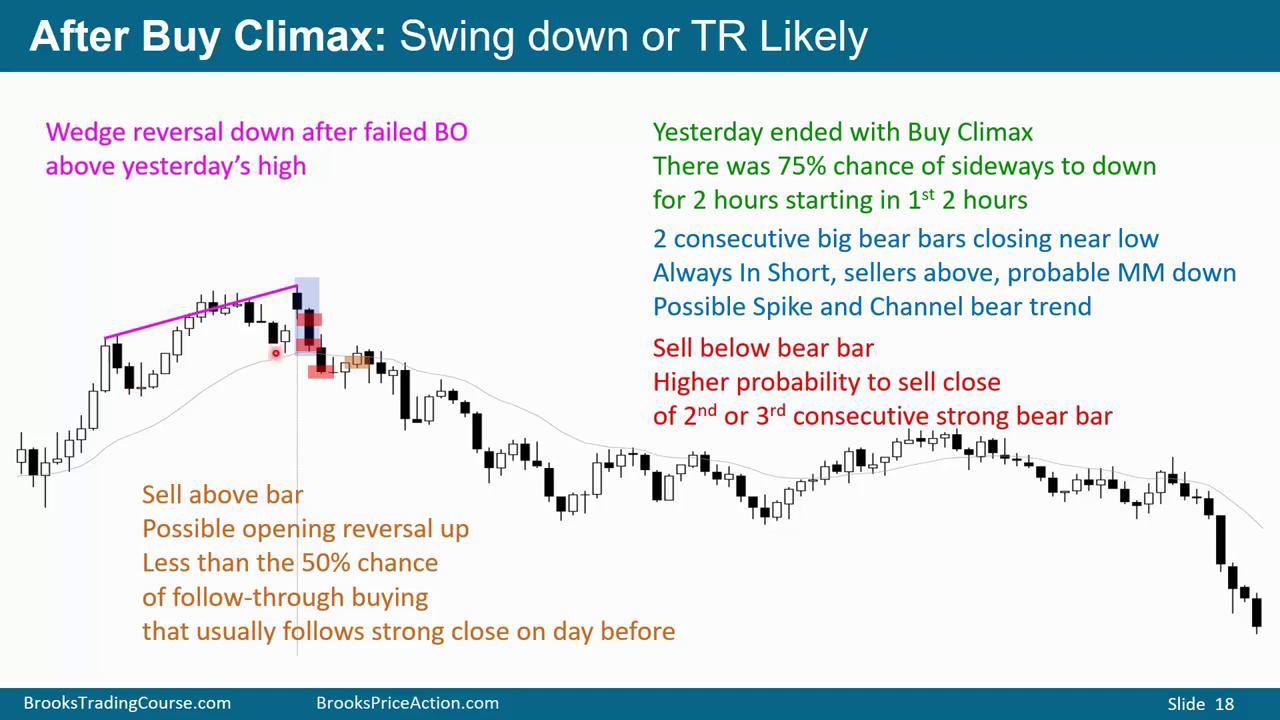 After Buy Climax: Swing down or TR Likely
Wedge reversal down after failed BO
above yesterday's high
Yesterday ended with Buy Climax
There was 75% chance of sideways to down
for 2 hours starting in 1st 2 hours
2 consecutive big bear bars closing near low
Always In Short, sellers above, probable MM down
Possible Spike and Channel bear trend
Sell below bear bar
Higher probability to sell close
of 2nd or 3rd consecutive strong bear bar
Sell above bar
Possible opening reversal up
Less than the 50% chance
of follow-through buying
that usually follows strong close on day before
BrooksTradingCourse.com
BrooksPriceAction.com
Slide 18